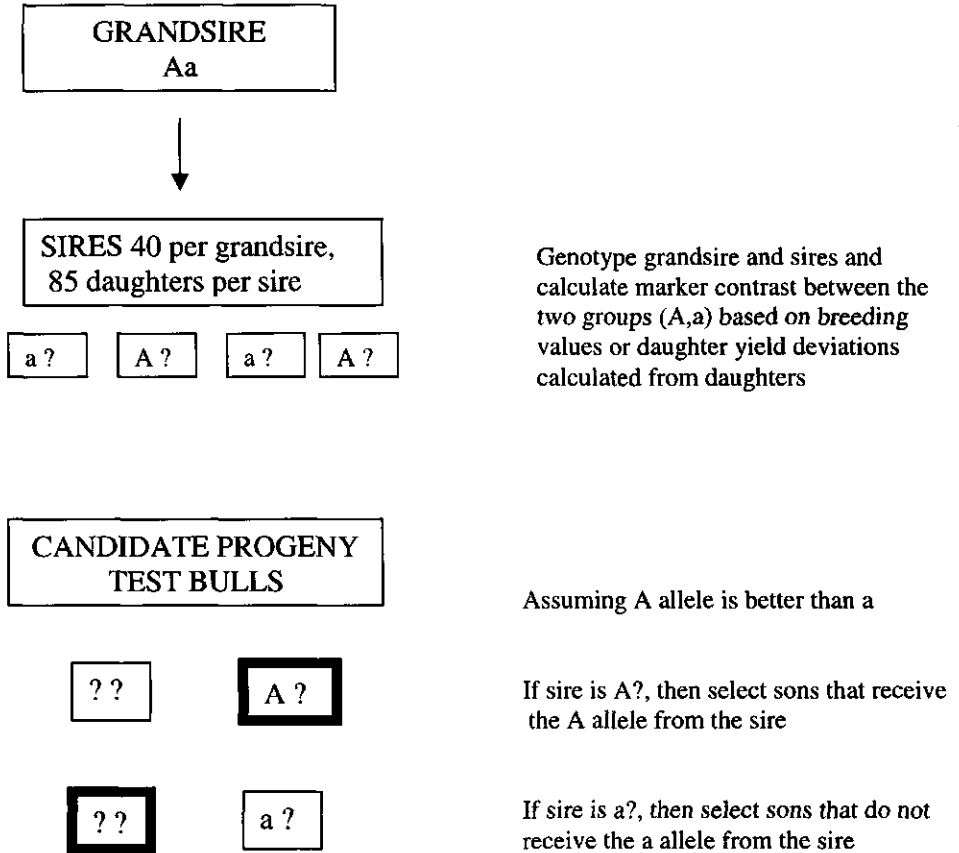 GRANDSIRE
Aa
SIRES 40 per grandsire,
85 daughters per sire
a ? A ? a ? A ?
Genotype grandsire and sires and
calculate marker contrast between the
two groups (A,a) based on breeding
values or daughter yield deviations
calculated from daughters
CANDIDATE PROGENY
TEST BULLS
Assuming A allele is better than a
? ? A ?
If sire is A?, then select sons that receive
the A allele from the sire
? ? a ?
If sire is a?, then select sons that do not
receive the a allele from the sire